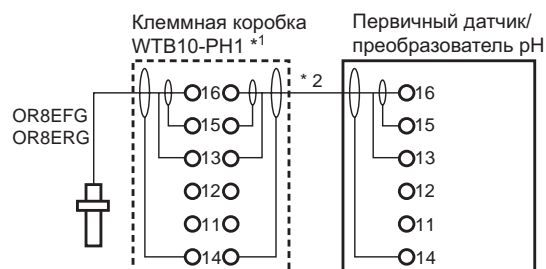 Клеммная коробка
WTB10-PH1 *1
Первичный датчик/
преобразователь pH
* 2
OR8EFG
OR8ERG
16
15
13
12
11
14
16
15
13
12
11
14